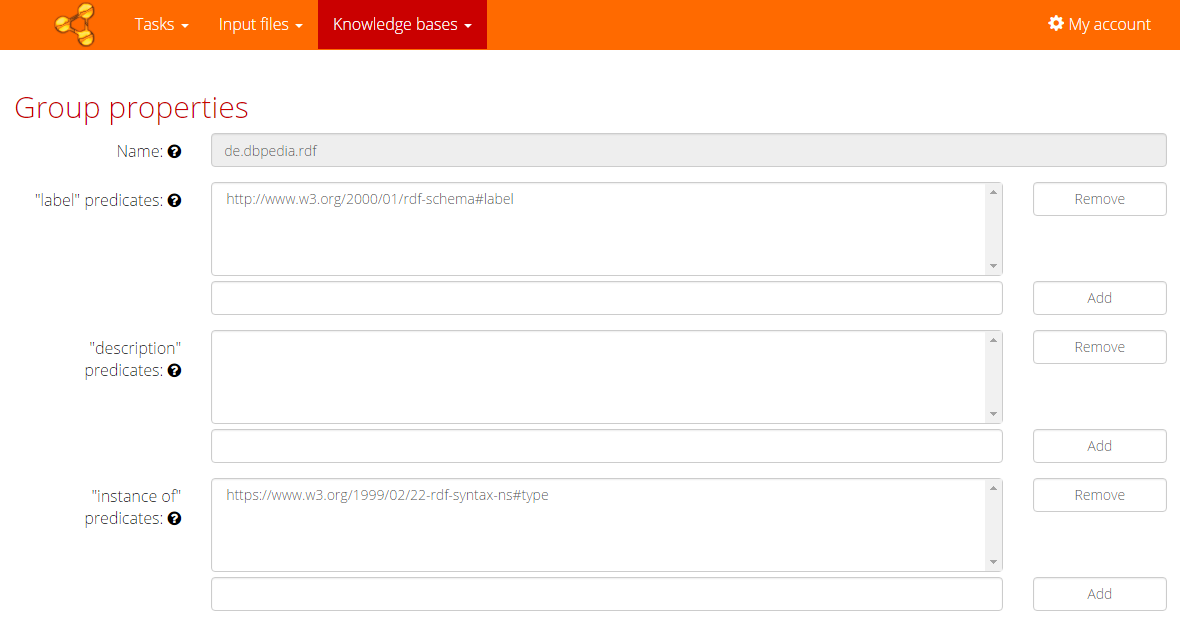 Tasks Input files Knowledge bases My account
Group properties
Name: de.dbpedia.rdf
"label" predicates: http://www.w3.org/2000/01/rdf-schema#label Remove
Add
"description" Remove
predicates:
Add
"instance of" https://www.w3.org/1999/02/22-rdf-syntax-ns#type Remove
predicates:
Add